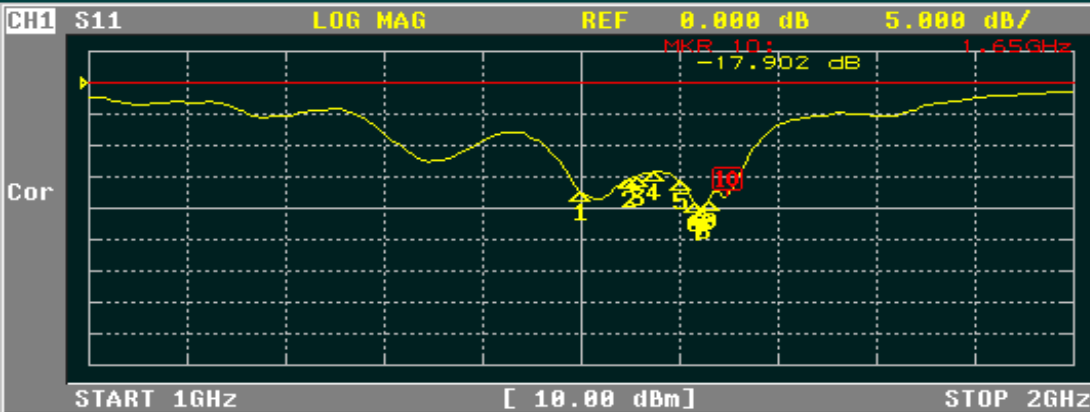 CH1 S11 LOG MAG REF 0.000 dB 5.000 dB/
MKR 10: 1.65GHz
-17.902 dB
Cor
1 2 3 4 5 10
START 1GHz [ 10.00 dBm] STOP 2GHz